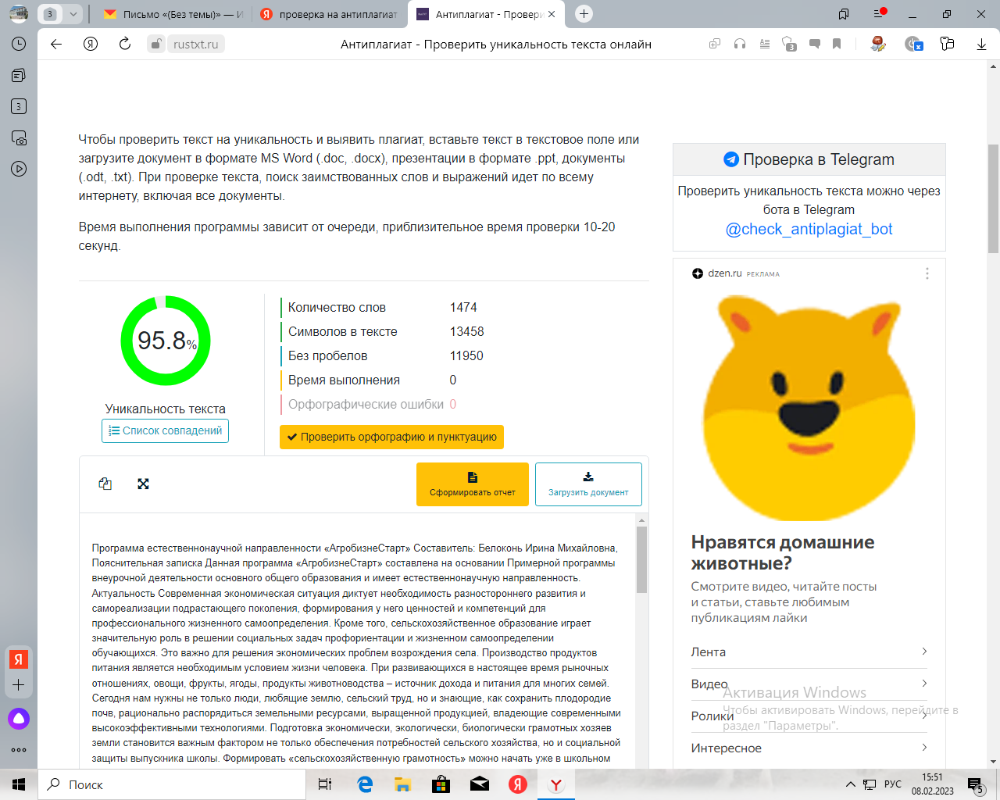 3
Письмо «(Без темы)» — И
проверка на антиплагиат
Антиплагиат - Провери
rustxt.ru
Антиплагиат - Проверить уникальность текста онлайн
3
3
Чтобы проверить текст на уникальность и выявить плагиат, вставьте текст в текстовое поле или
загрузите документ в формате MS Word (.doc, .docx), презентации в формате .ppt, документы
(.odt, .txt). При проверке текста, поиск заимствованных слов и выражений идет по всему
интернету, включая все документы.
Время выполнения программы зависит от очереди, приблизительное время проверки 10-20
секунд.
95.8%
Уникальность текста
Список совпадений
Количество слов 1474
Символов в тексте 13458
Без пробелов 11950
Время выполнения 0
Орфографические ошибки 0
Проверить орфографию и пунктуацию
Сформировать отчет
Загрузить документ
Программа естественнонаучной направленности «АгробизнеСтарт» Составитель: Белоконь Ирина Михайловна,
Пояснительная записка Данная программа «АгробизнеСтарт» составлена на основании Примерной программы
внеурочной деятельности основного общего образования и имеет естественнонаучную направленность.
Актуальность Современная экономическая ситуация диктует необходимость разностороннего развития и
самореализации подрастающего поколения, формирования у него ценностей и компетенций для
профессионального жизненного самоопределения. Кроме того, сельскохозяйственное образование играет
значительную роль в решении социальных задач профориентации и жизненном самоопределении
обучающихся. Это важно для решения экономических проблем возрождения села. Производство продуктов
питания является необходимым условием жизни человека. При развивающихся в настоящее время рыночных
отношениях, овощи, фрукты, ягоды, продукты животноводства – источник дохода и питания для многих семей.
Сегодня нам нужны не только люди, любящие землю, сельский труд, но и знающие, как сохранить плодородие
почв, рационально распорядиться земельными ресурсами, выращенной продукцией, владеющие современными
высокоэффективными технологиями. Подготовка экономически, экологически, биологически грамотных хозяев
земли становится важным фактором не только обеспечения потребностей сельского хозяйства, но и социальной
защиты выпускника школы. Формировать «сельскохозяйственную грамотность» можно начать уже в школьном
Проверка в Telegram
Проверить уникальность текста можно через
бота в Telegram
@check_antiplagiat_bot
dzen.ru РЕКЛАМА
Нравятся домашние
животные?
Смотрите видео, читайте посты
и статьи, ставьте любимым
публикациям лайки
Лента
Видео
Ролики
Интересное
Активация Windows
Чтобы активировать Windows, перейдите в
раздел "Параметры".
Поиск
РУС
15:51
08.02.2023
5